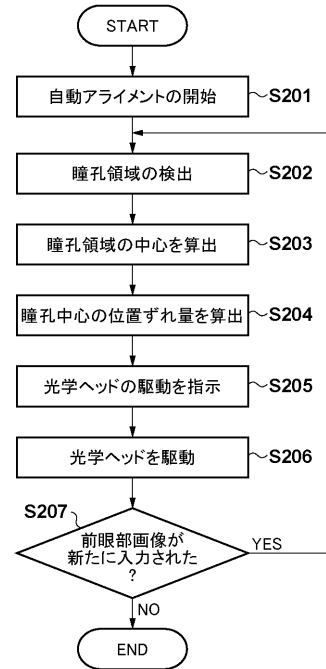 START
自動アライメントの開始
S201
瞳孔領域の検出
S202
瞳孔領域の中心を算出
S203
瞳孔中心の位置ずれ量を算出
S204
光学ヘッドの駆動を指示
S205
光学ヘッドを駆動
S206
S207
前眼部画像が
新たに入力された
?
YES
NO
END